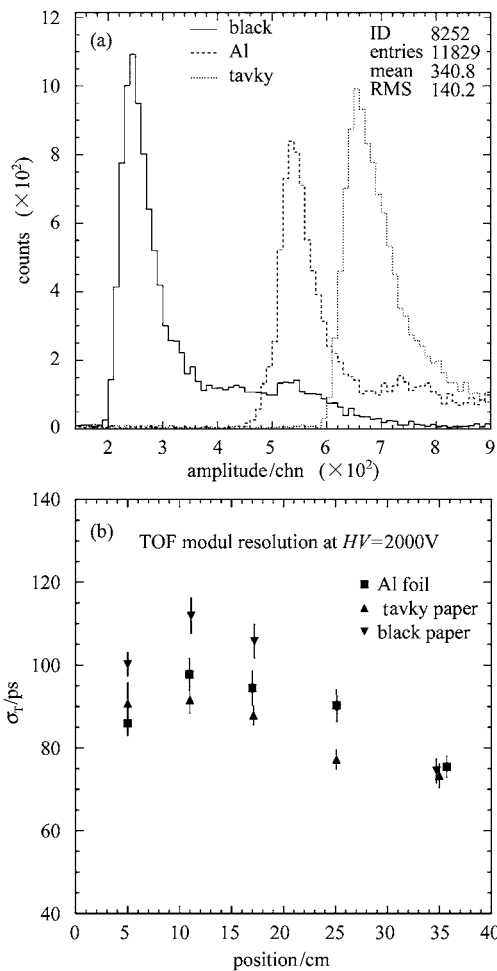 (a)
black
Al
tavky
ID 8252
entries 11829
mean 340.8
RMS 140.2
12
10
8
6
4
2
0
counts (×10²)
2 3 4 5 6 7 8 9
amplitude/chn (×10²)
(b)
TOF modul resolution at HV=2000V
Al foil
tavky paper
black paper
140
120
100
80
60
40
σT/ps
0 5 10 15 20 25 30 35 40
position/cm